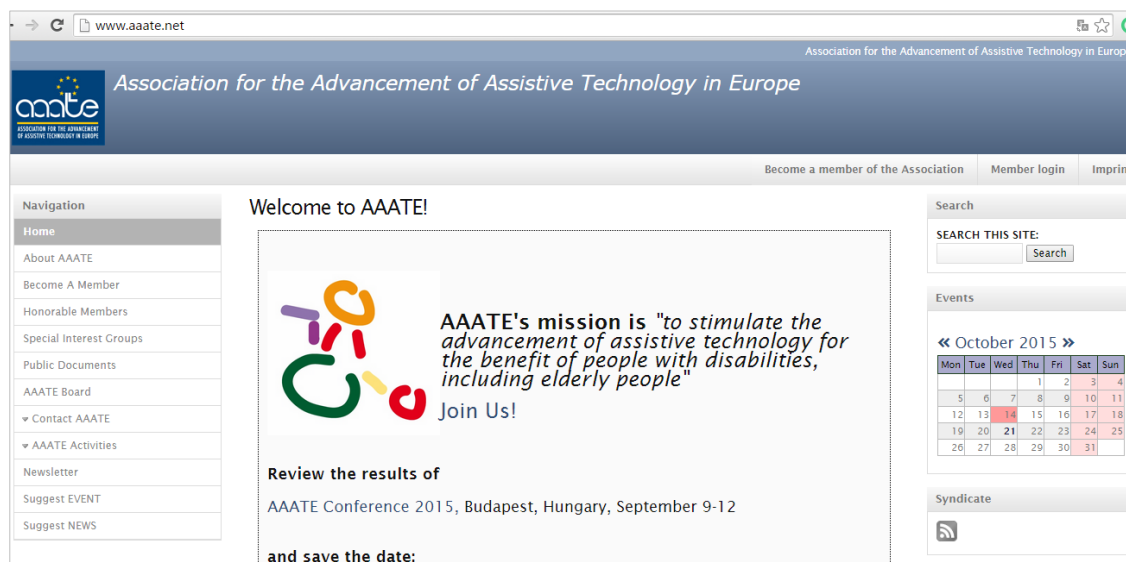 www.aaate.net
Association for the Advancement of Assistive Technology in Europ
aaate
ASSOCIATION FOR THE ADVANCEMENT
OF ASSISTIVE TECHNOLOGY IN EUROPE
Association for the Advancement of Assistive Technology in Europe
Become a member of the Association Member login Imprin
Navigation
Home
About AAATE
Become A Member
Honorable Members
Special Interest Groups
Public Documents
AAATE Board
Contact AAATE
AAATE Activities
Newsletter
Suggest EVENT
Suggest NEWS
Welcome to AAATE!
AAATE's mission is "to stimulate the
advancement of assistive technology for
the benefit of people with disabilities,
including elderly people"
Join Us!
Review the results of
AAATE Conference 2015, Budapest, Hungary, September 9-12
and save the date:
Search
SEARCH THIS SITE:
Search
Events
« October 2015 »
Mon Tue Wed Thu Fri Sat Sun
1 2 3 4
5 6 7 8 9 10 11
12 13 14 15 16 17 18
19 20 21 22 23 24 25
26 27 28 29 30 31
Syndicate